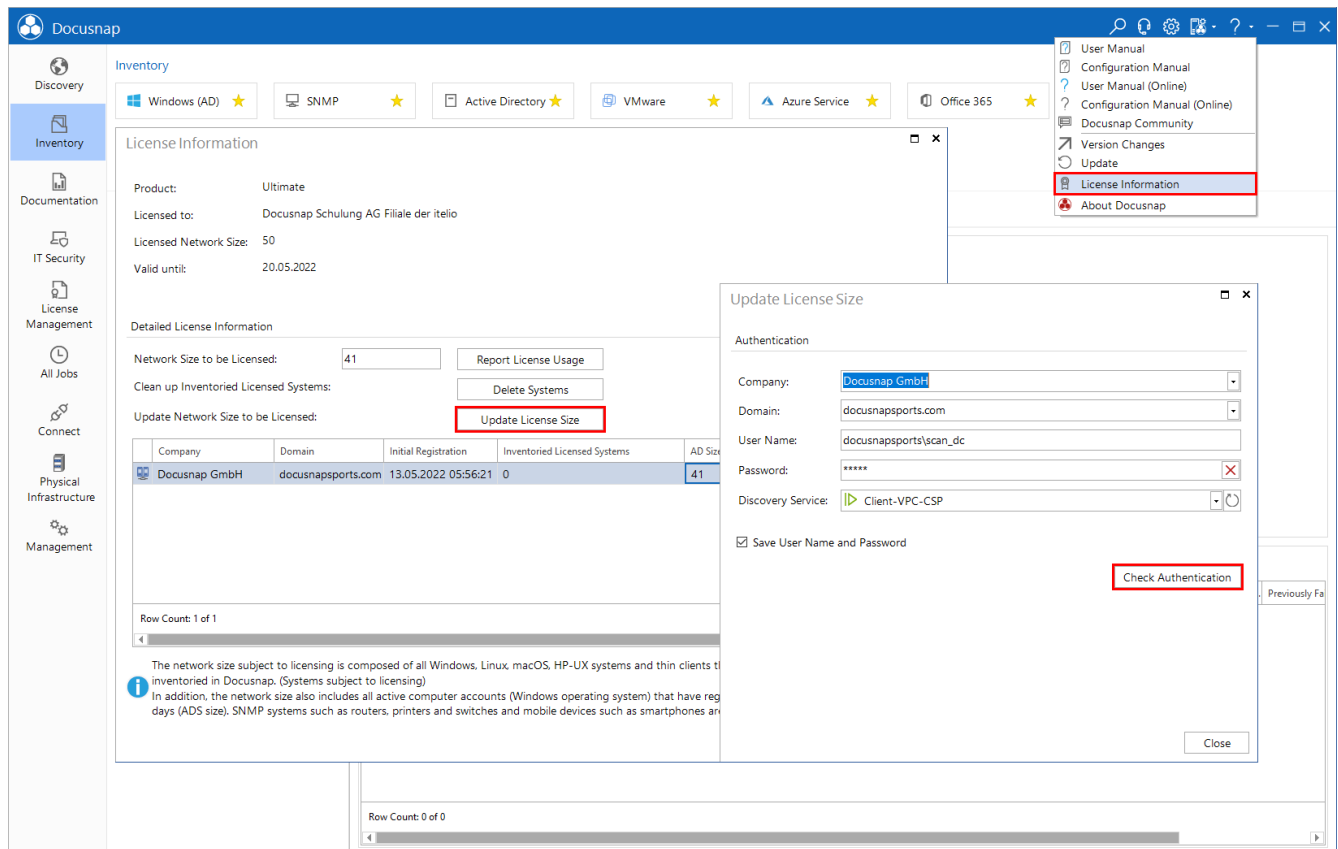 Docusnap
User Manual
Configuration Manual
User Manual (Online)
Configuration Manual (Online)
Docusnap Community
Version Changes
Update
License Information
About Docusnap
Discovery
Inventory
Documentation
IT Security
License
Management
All Jobs
Connect
Physical
Infrastructure
Management
Inventory
Windows (AD)
SNMP
Active Directory
VMware
Azure Service
Office 365
License Information
Product: Ultimate
Licensed to: Docusnap Schulung AG Filiale der itelio
Licensed Network Size: 50
Valid until: 20.05.2022
Detailed License Information
Network Size to be Licensed: 41 Report License Usage
Clean up Inventoried Licensed Systems: Delete Systems
Update Network Size to be Licensed: Update License Size
Company Domain Initial Registration Inventoried Licensed Systems AD Size
Docusnap GmbH docusnapsports.com 13.05.2022 05:56:21 0 41
Row Count: 1 of 1
The network size subject to licensing is composed of all Windows, Linux, macOS, HP-UX systems and thin clients
inventoried in Docusnap. (Systems subject to licensing)
In addition, the network size also includes all active computer accounts (Windows operating system) that have
days (ADS size). SNMP systems such as routers, printers and switches and mobile devices such as smartphones
Update License Size
Authentication
Company: Docusnap GmbH
Domain: docusnapsports.com
User Name: docusnapsports\scan_dc
Password: *****
Discovery Service: Client-VPC-CSP
Save User Name and Password
Check Authentication
Close
Previously Fa
Row Count: 0 of 0